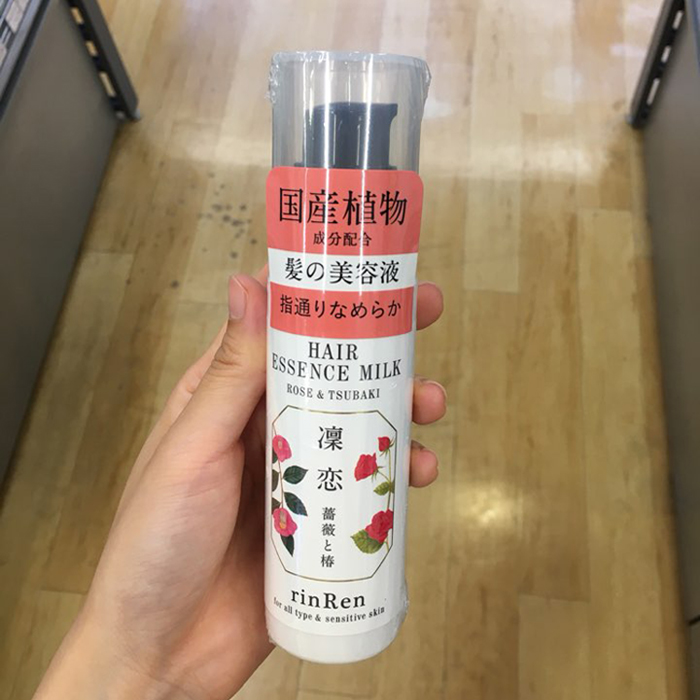 国産植物
成分配合
髪の美容液
指通りなめらか
HAIR
ESSENCE MILK
ROSE & TSUBAKI
凜恋
薔薇と椿
rinRen
for all type & sensitive skin